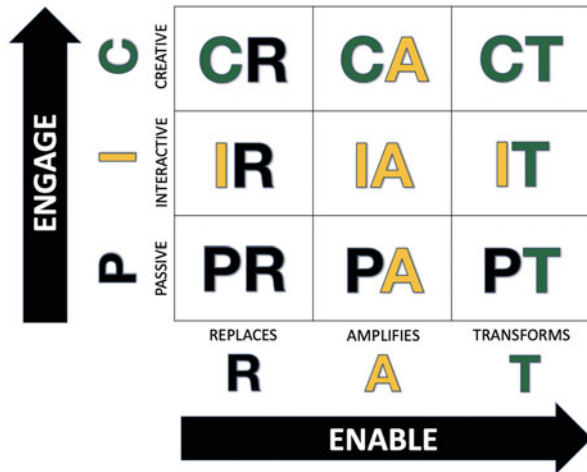 ENGAGE
C
CREATIVE
CR
CA
CT
I
INTERACTIVE
IR
IA
IT
P
PASSIVE
PR
PA
PT
REPLACES
AMPLIFIES
TRANSFORMS
R
A
T
ENABLE